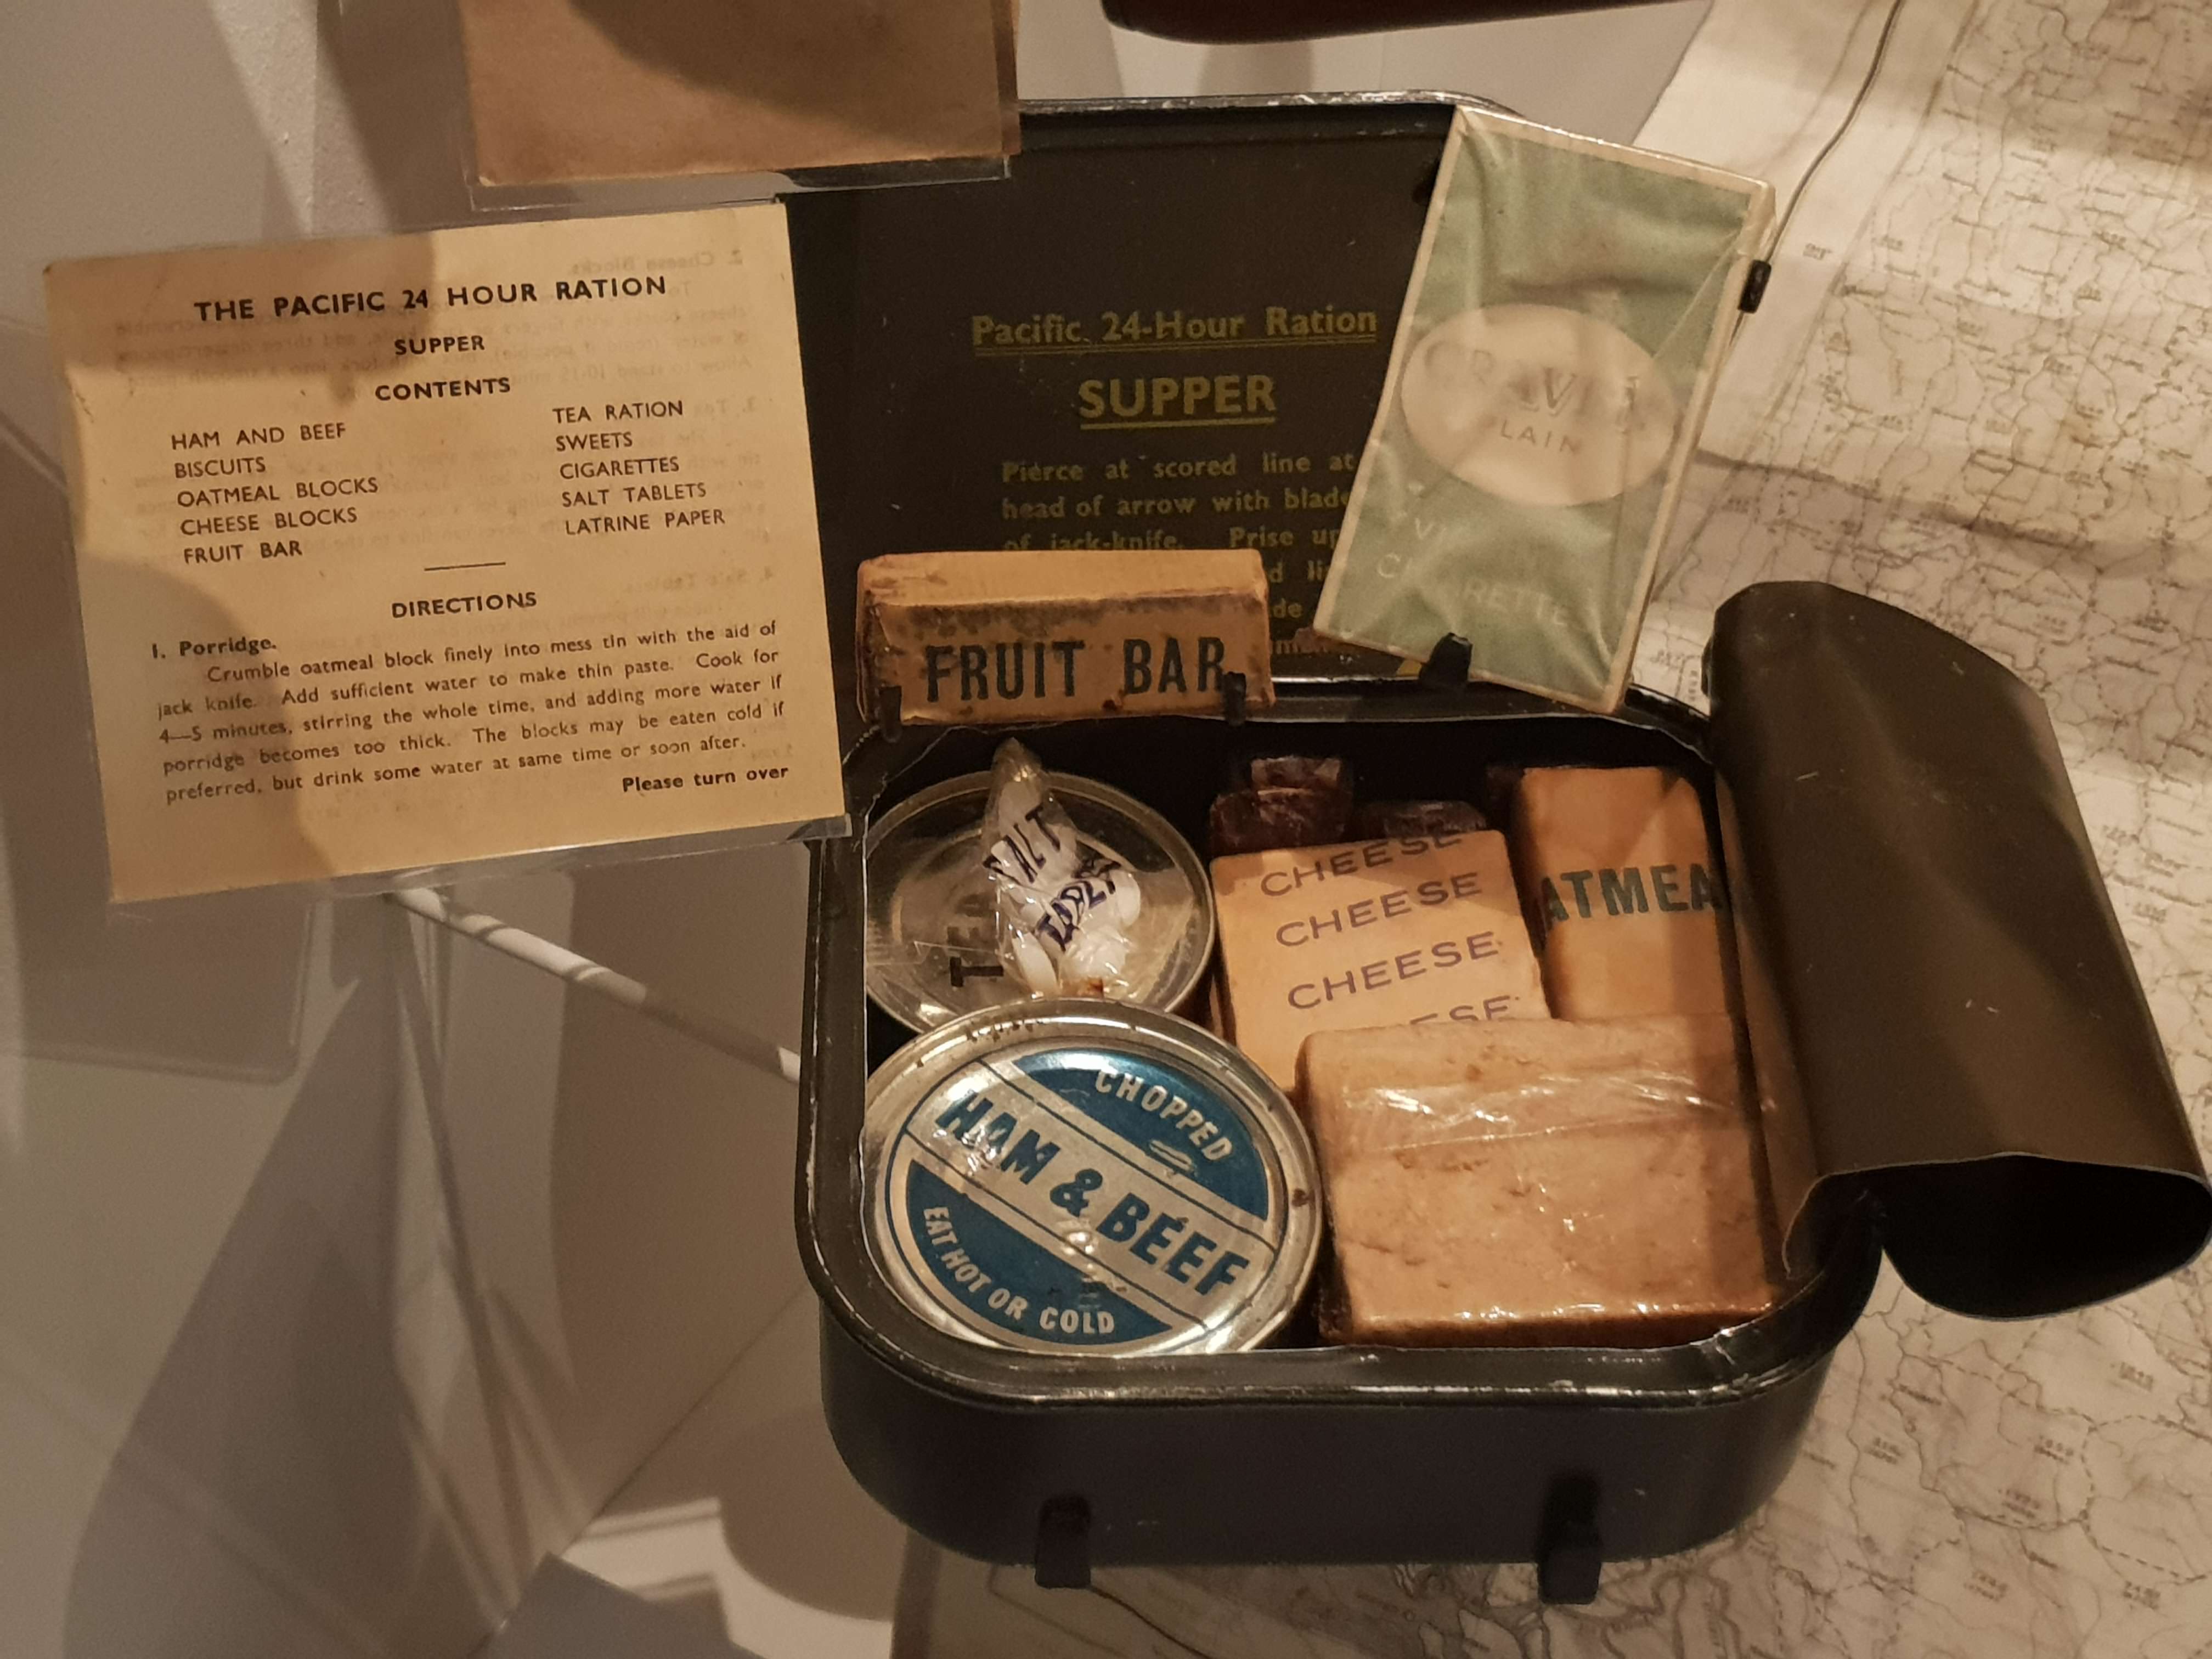 THE PACIFIC 24 HOUR RATION
SUPPER
CONTENTS
HAM AND BEEF
BISCUITS
OATMEAL BLOCKS
CHEESE BLOCKS
FRUIT BAR
TEA RATION
SWEETS
CIGARETTES
SALT TABLETS
LATRINE PAPER
DIRECTIONS
1. Porridge.
Crumble oatmeal block finely into mess tin with the aid of
jack knife. Add sufficient water to make thin paste. Cook for
4—5 minutes, stirring the whole time, and adding more water if
porridge becomes too thick. The blocks may be eaten cold if
preferred, but drink some water at same time or soon after.
Please turn over
Pacific 24-Hour Ration
SUPPER
Pierce at scored line at
head of arrow with blade
of jack-knife. Prise up
FRUIT BAR
SALT
TEA
CHEESE
CHEESE
CHEESE
ESE
ATMEA
CHOPPED
HAM & BEEF
EAT HOT OR COLD